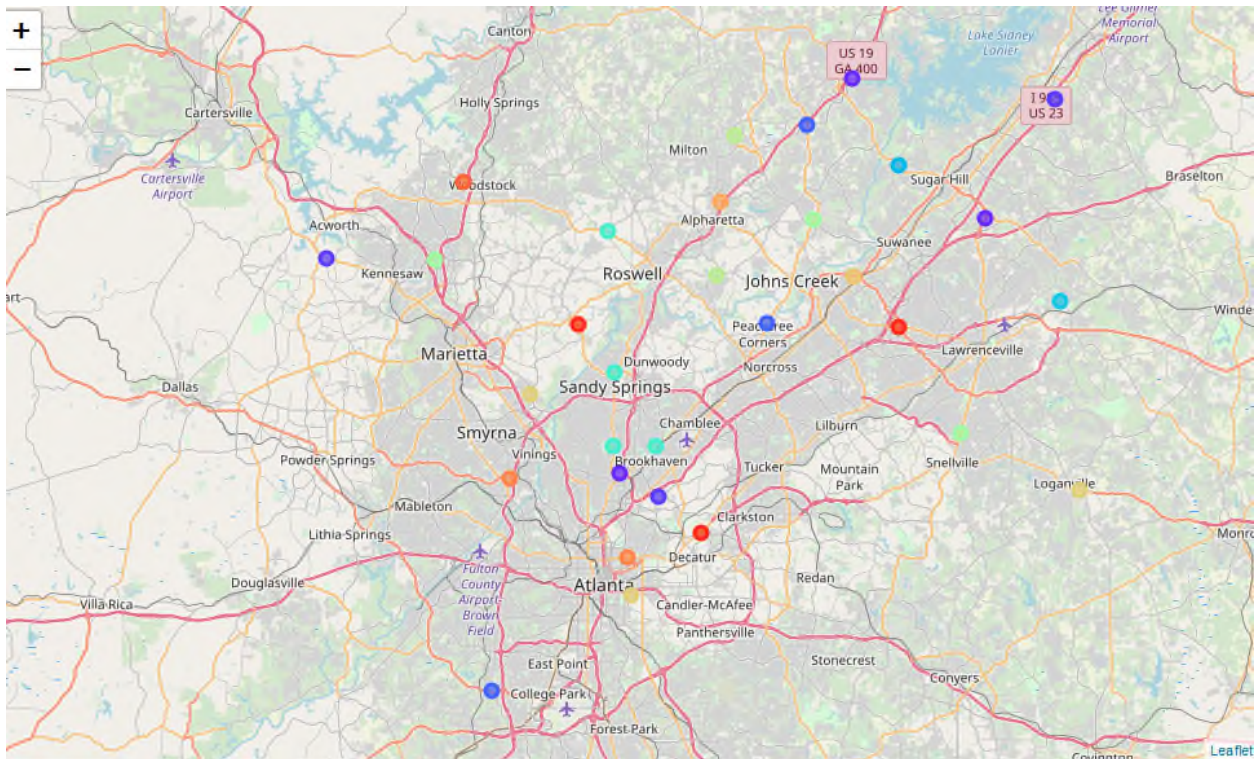 +
−
Canton
US 19
GA 400
Lake Sidney
Lanier
Memorial
Airport
Holly Springs
Cartersville
US 23
Milton
Cartersville
Airport
Woodstock
Sugar Hill
Braselton
Acworth
Alpharetta
Suwanee
Kennesaw
Roswell
Johns Creek
Peachtree
Corners
Marietta
Dunwoody
Lawrenceville
Norcross
Dallas
Sandy Springs
Chamblee
Smyrna
Vinings
Lilburn
Powder Springs
Brookhaven
Tucker
Mountain
Park
Snellville
Loganville
Mableton
Clarkston
Lithia Springs
Decatur
Fulton
County
Airport-
Brown
Field
Atlanta
Redan
Douglasville
Villa Rica
Candler-McAfee
Panthersville
East Point
Stonecrest
Conyers
College Park
Forest Park
Leaflet